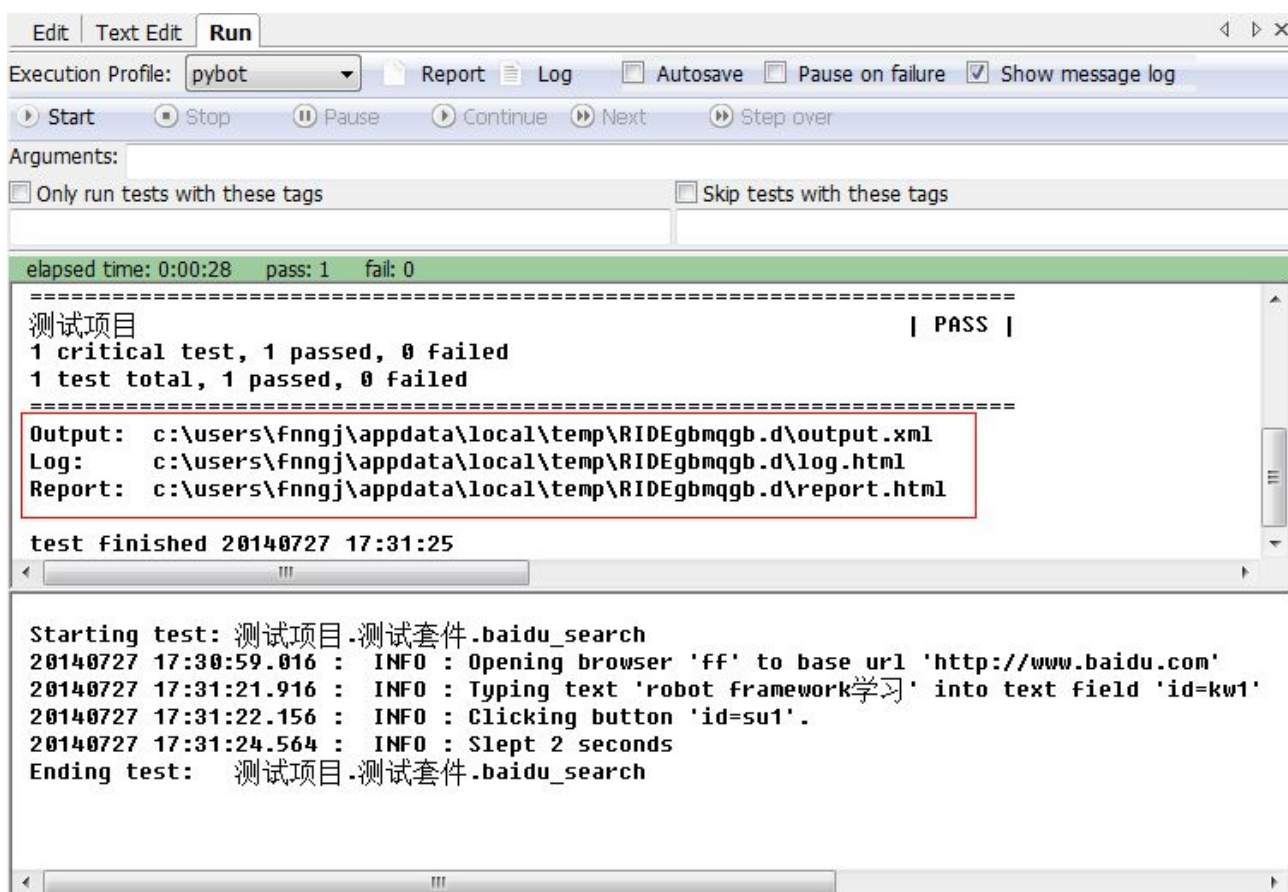 Edit Text Edit Run
Execution Profile: pybot Report Log Autosave Pause on failure Show message log
Start Stop Pause Continue Next Step over
Arguments:
Only run tests with these tags Skip tests with these tags
elapsed time: 0:00:28 pass: 1 fail: 0
==============================================================================
测试项目 | PASS |
1 critical test, 1 passed, 0 failed
1 test total, 1 passed, 0 failed
==============================================================================
Output: c:\users\fnngj\appdata\local\temp\RIDEgbmqgb.d\output.xml
Log: c:\users\fnngj\appdata\local\temp\RIDEgbmqgb.d\log.html
Report: c:\users\fnngj\appdata\local\temp\RIDEgbmqgb.d\report.html
test finished 20140727 17:31:25
Starting test: 测试项目.测试套件.baidu_search
20140727 17:30:59.016 : INFO : Opening browser 'ff' to base url 'http://www.baidu.com'
20140727 17:31:21.916 : INFO : Typing text 'robot framework学习' into text field 'id=kw1'
20140727 17:31:22.156 : INFO : Clicking button 'id=su1'.
20140727 17:31:24.564 : INFO : Slept 2 seconds
Ending test: 测试项目.测试套件.baidu_search